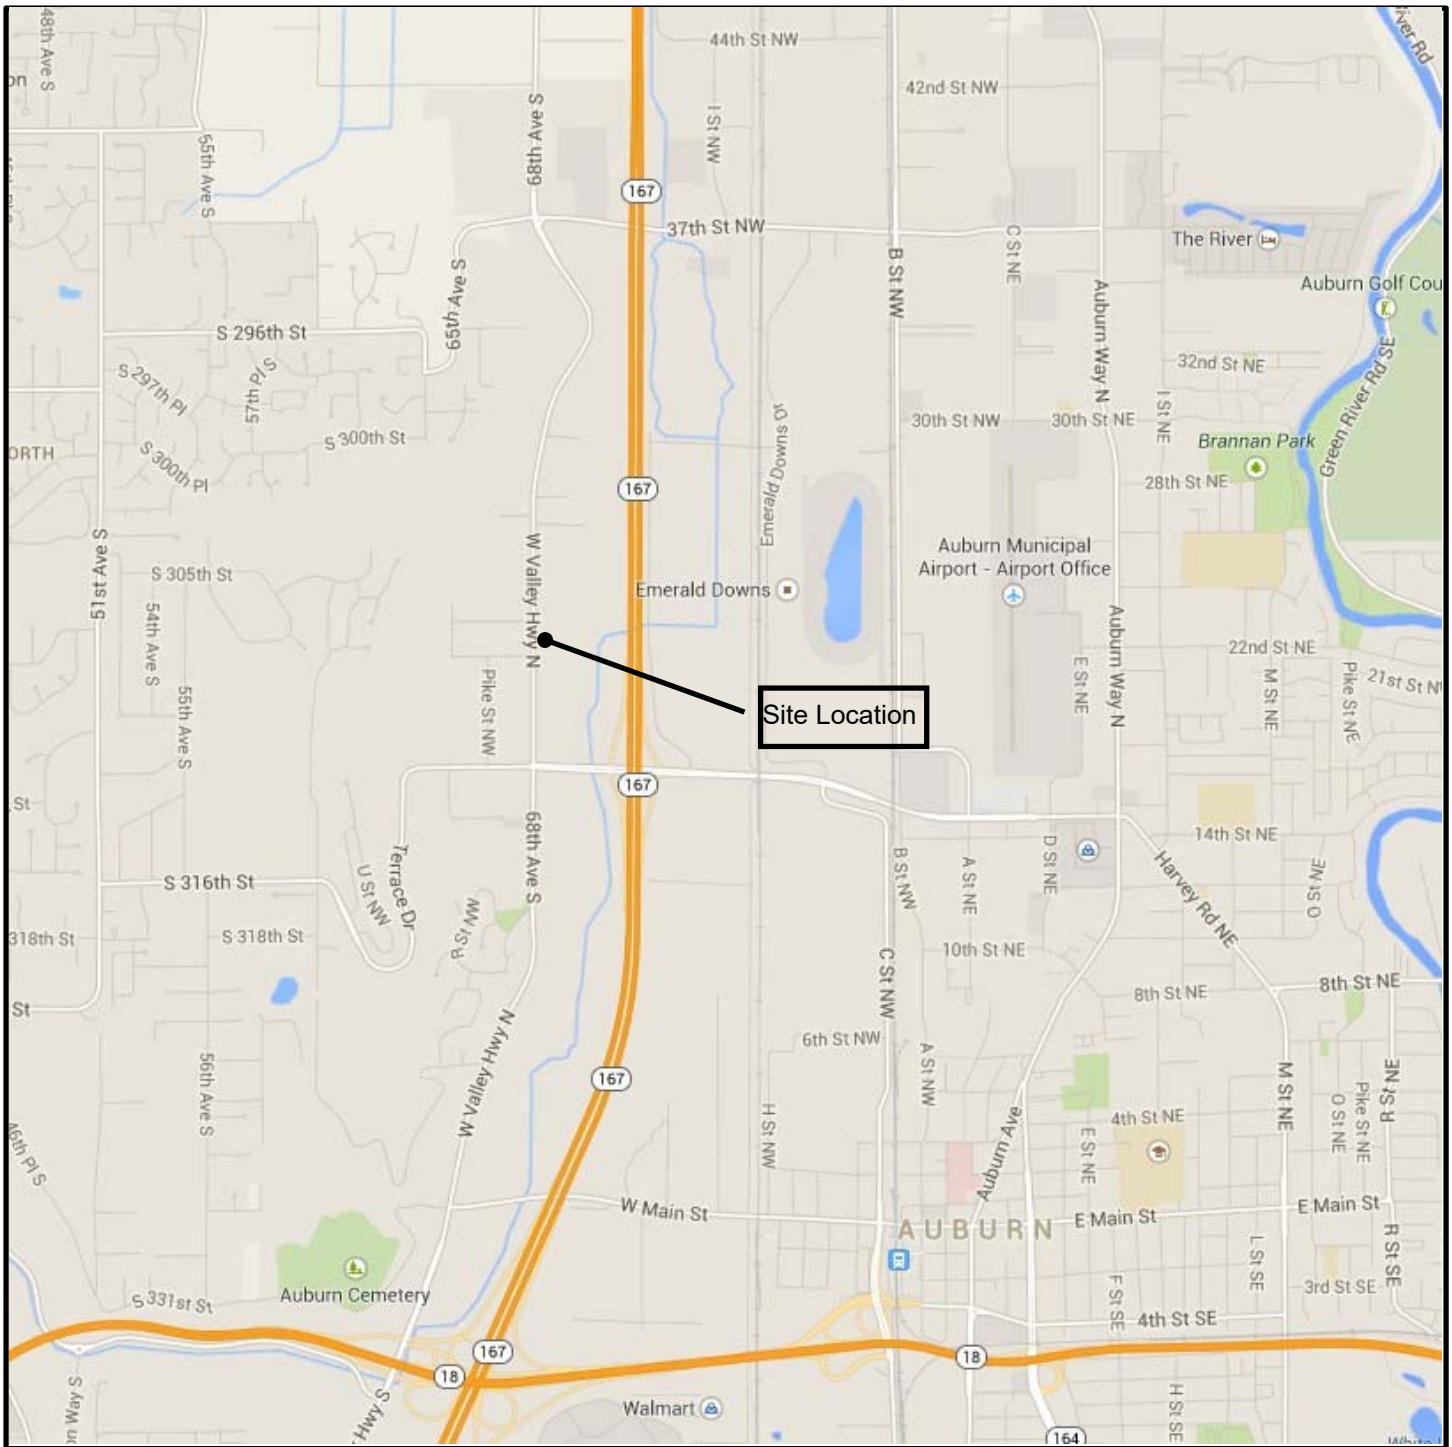 48th Ave S
44th St NW
River Rd
on
42nd St NW
68th Ave S
I St NW
55th Ave S
167
37th St NW
C St NE
The River
B St NW
65th Ave S
Auburn Way N
Auburn Golf Cou
S 296th St
S 297th Pl
57th Pl S
32nd St NE
Green River Rd SE
S 300th St
Emerald Downs Dr
30th St NW
30th St NE
I St NE
Brannan Park
ORTH
S 300th Pl
167
28th St NE
51st Ave S
W Valley Hwy N
Auburn Municipal
Airport - Airport Office
S 305th St
Emerald Downs
54th Ave S
Auburn Way N
22nd St NE
Pike St NW
E St NE
M St NE
Pike St NE
21st St N
55th Ave S
Site Location
167
St
68th Ave S
14th St NE
Terrace Dr
U St NW
B St NW
A St NE
D St NE
Harvey Rd NE
O St NE
S 316th St
318th St
S 318th St
R St NW
10th St NE
C St NW
8th St NE
8th St NE
St
W Valley Hwy N
6th St NW
56th Ave S
167
A St NW
M St NE
O St NE
Pike St NE
R St NE
H St NW
Auburn Ave
4th St NE
E St NE
46th Pl S
W Main St
E Main St
E Main St
AUBURN
L St SE
R St SE
Auburn Cemetery
S 331st St
F St SE
3rd St SE
4th St SE
167
18
18
on Way S
Hwy S
Walmart
H St SE
164